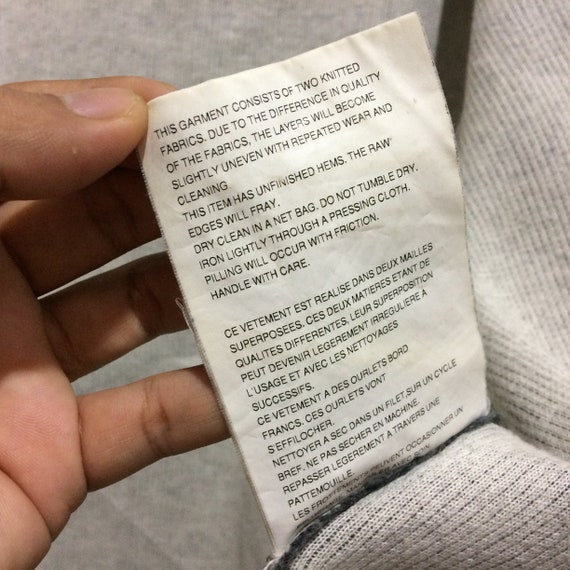 THIS GARMENT CONSISTS OF TWO KNITTED
FABRICS. DUE TO THE DIFFERENCE IN QUALITY
OF THE FABRICS, THE LAYERS WILL BECOME
SLIGHTLY UNEVEN WITH REPEATED WEAR AND
CLEANING
THIS ITEM HAS UNFINISHED HEMS. THE RAW
EDGES WILL FRAY.
DRY CLEAN IN A NET BAG. DO NOT TUMBLE DRY.
IRON LIGHTLY THROUGH A PRESSING CLOTH.
PILLING WILL OCCUR WITH FRICTION.
HANDLE WITH CARE.
CE VETEMENT EST REALISE DANS DEUX MAILLES
SUPERPOSEES. CES DEUX MATIERES ETANT DE
QUALITES DIFFERENTES, LEUR SUPERPOSITION
PEUT DEVENIR LEGEREMENT IRREGULIERE A
L'USAGE ET AVEC LES NETTOYAGES
SUCCESSIFS.
CE VETEMENT A DES OURLETS BORD
FRANCS. CES OURLETS VONT
S'EFFILOCHER.
NETTOYER A SEC DANS UN FILET,SUR UN CYCLE
BREF. NE PAS SECHER EN MACHINE.
REPASSER LEGEREMENT A TRAVERS UNE
PATTEMOUILLE.
LES FROTTEMENTS PEUVENT OCCASIONNER UN